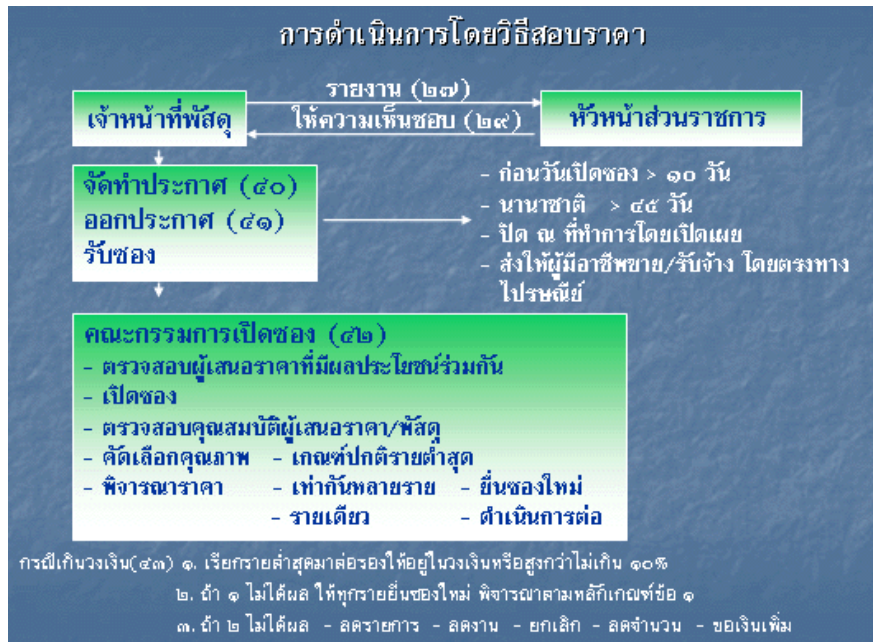 การดำเนินการโดยวิธีสอบราคา
รายงาน (๒๗)
เจ้าหน้าที่พัสดุ
ให้ความเห็นชอบ (๒๙)
หัวหน้าส่วนราชการ
จัดทำประกาศ (๔๐)
ออกประกาศ (๔๑)
รับซอง
- ก่อนวันเปิดซอง > ๑๐ วัน
- นานาชาติ > ๔๕ วัน
- ปิด ณ ที่ทำการโดยเปิดเผย
- ส่งให้ผู้มีอาชีพขาย/รับจ้าง โดยตรงทาง
ไปรษณีย์
คณะกรรมการเปิดซอง (๔๒)
- ตรวจสอบผู้เสนอราคาที่มีผลประโยชน์ร่วมกัน
- เปิดซอง
- ตรวจสอบคุณสมบัติผู้เสนอราคา/พัสดุ
- คัดเลือกคุณภาพ - เกณฑ์ปกติรายต่ำสุด
- พิจารณาราคา - เท่ากันหลายราย - ยื่นซองใหม่
- รายเดียว - ดำเนินการต่อ
กรณีเกินวงเงิน(๔๓) ๑. เรียกรายต่ำสุดมาต่อรองให้อยู่ในวงเงินหรือสูงกว่าไม่เกิน ๑๐%
๒. ถ้า ๑ ไม่ได้ผล ให้ทุกรายยื่นซองใหม่ พิจารณาตามหลักเกณฑ์ข้อ ๑
๓. ถ้า ๒ ไม่ได้ผล - ลดรายการ - ลดงาน - ยกเลิก - ลดจำนวน - ขอเงินเพิ่ม